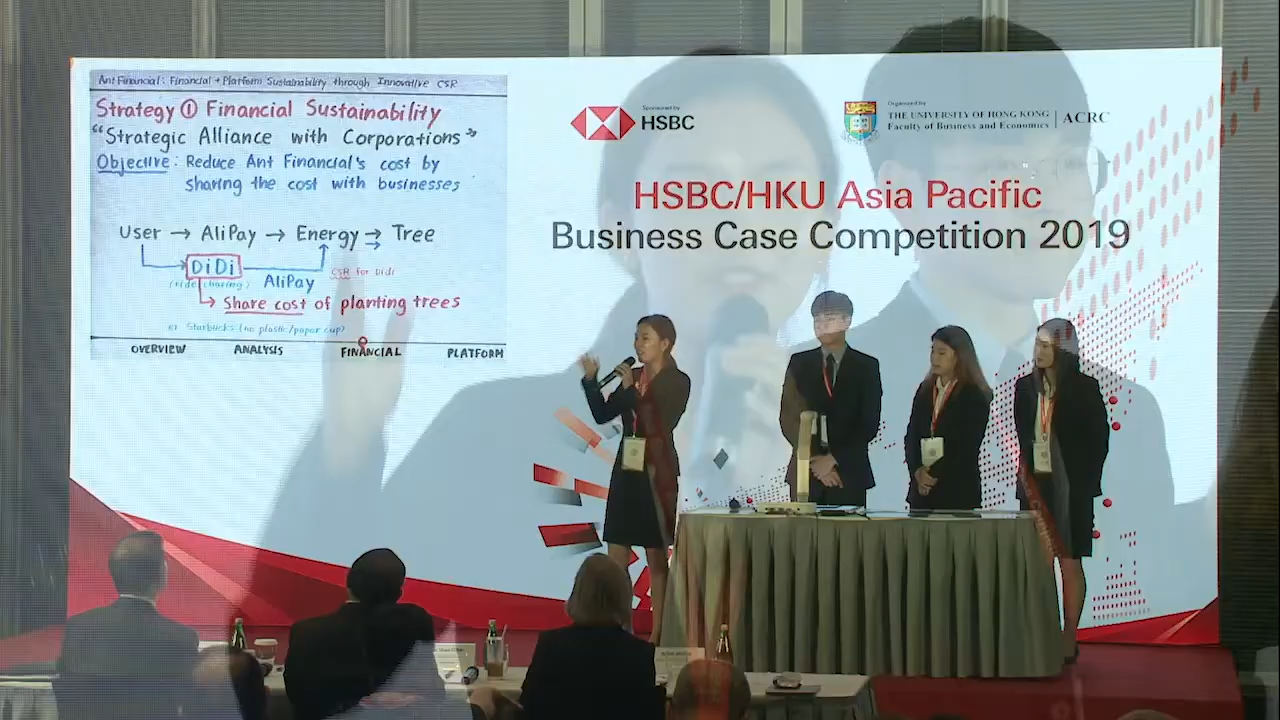 Ant Financial: Financial + Platform Sustainability through Innovative CSR
Strategy ① Financial Sustainability
"Strategic Alliance with Corporations"
Objective: Reduce Ant Financial's cost by
sharing the cost with businesses
User → AliPay → Energy → Tree
DiDi
CSR for Didi
(ride sharing)
AliPay
Share cost of planting trees
ex Starbucks (no plastic/paper cup)
OVERVIEW ANALYSIS FINANCIAL PLATFORM
Sponsored by
HSBC
Organized by
THE UNIVERSITY OF HONG KONG
Faculty of Business and Economics
ACRC
HSBC/HKU Asia Pacific
Business Case Competition 2019